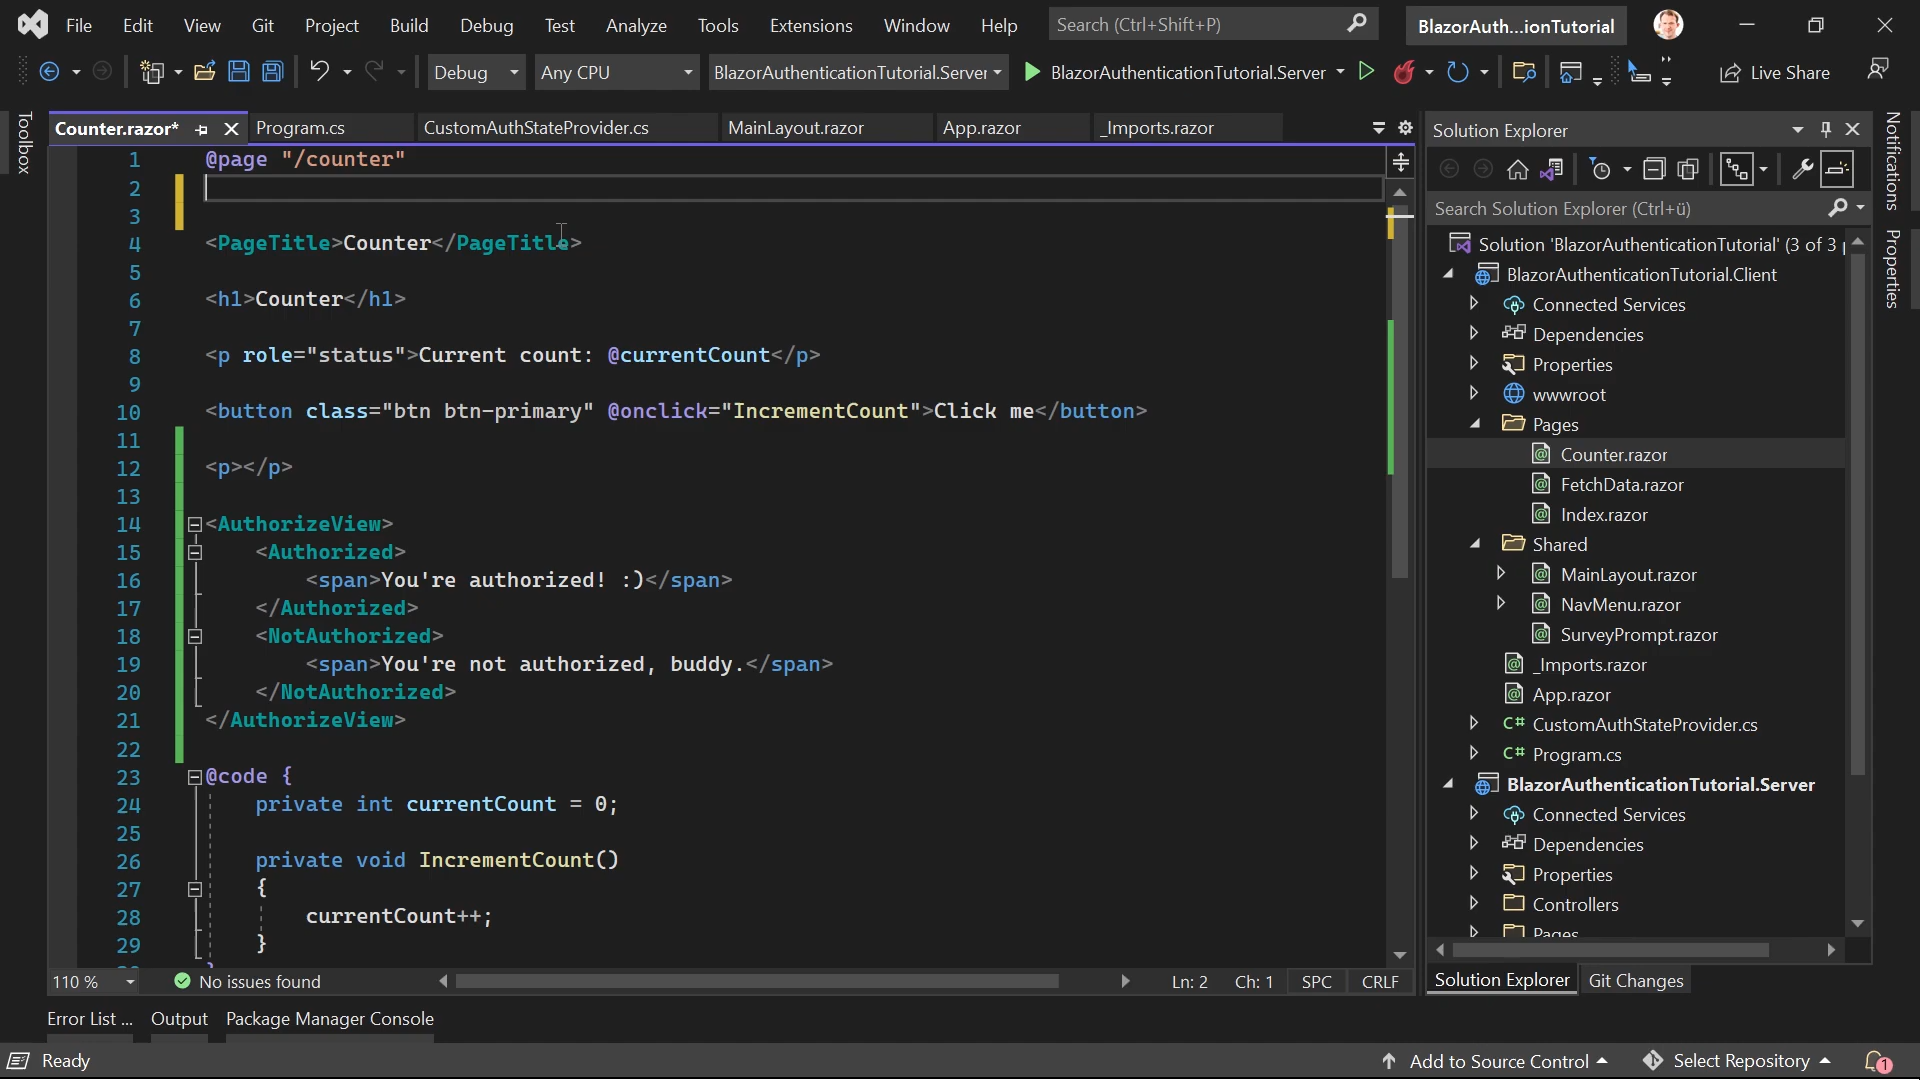 File Edit View Git Project Build Debug Test Analyze Tools Extensions Window Help Search (Ctrl+Shift+P) BlazorAuth...ionTutorial
Debug Any CPU BlazorAuthenticationTutorial.Server BlazorAuthenticationTutorial.Server Live Share
Toolbox
Counter.razor* Program.cs CustomAuthStateProvider.cs MainLayout.razor App.razor _Imports.razor
1 @page "/counter"
2
3
4 <PageTitle>Counter</PageTitle>
5
6 <h1>Counter</h1>
7
8 <p role="status">Current count: @currentCount</p>
9
10 <button class="btn btn-primary" @onclick="IncrementCount">Click me</button>
11
12 <p></p>
13
14 <AuthorizeView>
15 <Authorized>
16 <span>You're authorized! :)</span>
17 </Authorized>
18 <NotAuthorized>
19 <span>You're not authorized, buddy.</span>
20 </NotAuthorized>
21 </AuthorizeView>
22
23 @code {
24 private int currentCount = 0;
25
26 private void IncrementCount()
27 {
28 currentCount++;
29 }
110 % No issues found Ln: 2 Ch: 1 SPC CRLF
Solution Explorer
Search Solution Explorer (Ctrl+ü)
Solution 'BlazorAuthenticationTutorial' (3 of 3
BlazorAuthenticationTutorial.Client
Connected Services
Dependencies
Properties
wwwroot
Pages
Counter.razor
FetchData.razor
Index.razor
Shared
MainLayout.razor
NavMenu.razor
SurveyPrompt.razor
_Imports.razor
App.razor
C# CustomAuthStateProvider.cs
C# Program.cs
BlazorAuthenticationTutorial.Server
Connected Services
Dependencies
Properties
Controllers
Pages
Solution Explorer Git Changes
Notifications
Properties
Error List ... Output Package Manager Console
Ready Add to Source Control Select Repository 1